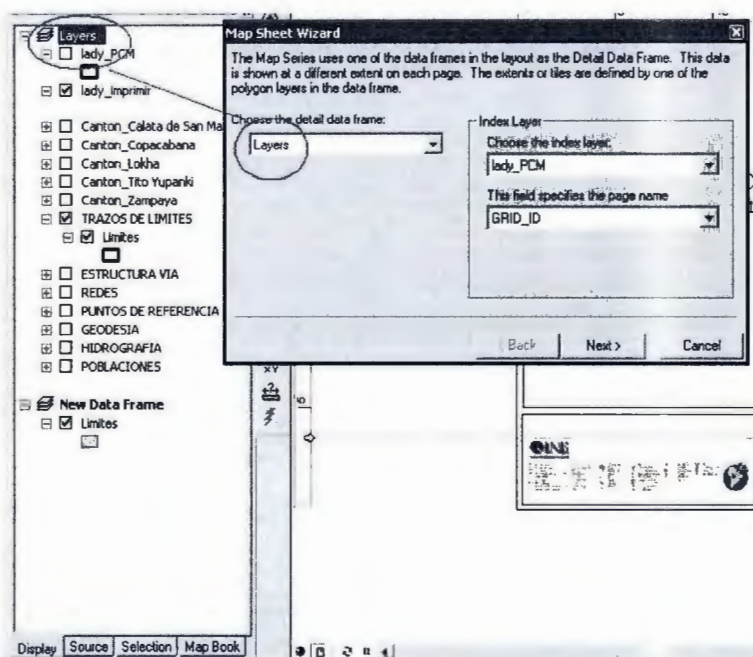 Layers
lady_PCM
lady_Imprimir
Canton_Calata de San Ma
Canton_Copacabana
Canton_Lokha
Canton_Tito Yupanki
Canton_Zampaya
TRAZOS DE LIMITES
Limites
ESTRUCTURA VIA
REDES
PUNTOS DE REFERENCIA
GEODESIA
HIDROGRAFIA
POBLACIONES
New Data Frame
Limites
Display Source Selection Map Book
Map Sheet Wizard
The Map Series uses one of the data frames in the layout as the Detail Data Frame. This data
is shown at a different extent on each page. The extents or tiles are defined by one of the
polygon layers in the data frame.
Choose the detail data frame:
Layers
Index Layer
Choose the index layer:
lady_PCM
This field specifies the page name
GRID_ID
Back Next > Cancel
XY
INE